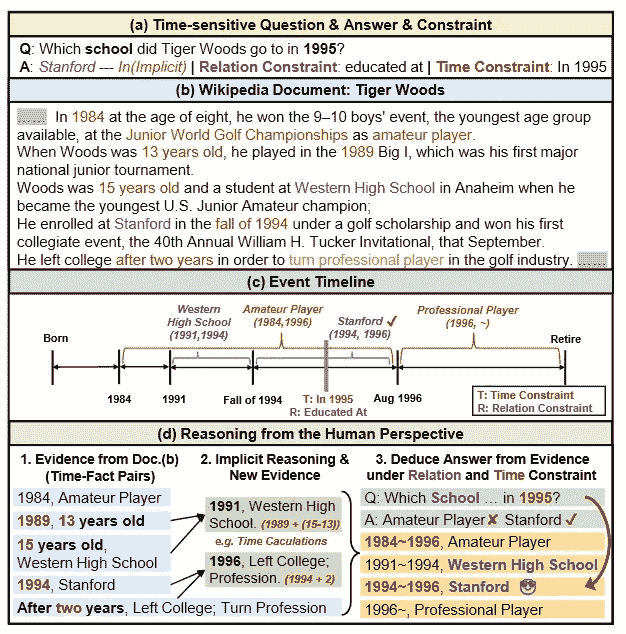 (a) Time-sensitive Question & Answer & Constraint
Q: Which school did Tiger Woods go to in 1995?
A: Stanford --- In(Implicit) | Relation Constraint: educated at | Time Constraint: In 1995
(b) Wikipedia Document: Tiger Woods
...... In 1984 at the age of eight, he won the 9–10 boys' event, the youngest age group
available, at the Junior World Golf Championships as amateur player.
When Woods was 13 years old, he played in the 1989 Big I, which was his first major
national junior tournament.
Woods was 15 years old and a student at Western High School in Anaheim when he
became the youngest U.S. Junior Amateur champion;
He enrolled at Stanford in the fall of 1994 under a golf scholarship and won his first
collegiate event, the 40th Annual William H. Tucker Invitational, that September.
He left college after two years in order to turn professional player in the golf industry. ......
(c) Event Timeline
Born
Western
High School
(1991,1994)
Amateur Player
(1984,1996)
Stanford ✓
(1994, 1996)
Professional Player
(1996, ~)
Retire
1984
1991
Fall of 1994
T: In 1995
R: Educated At
Aug 1996
T: Time Constraint
R: Relation Constraint
(d) Reasoning from the Human Perspective
1. Evidence from Doc.(b)
(Time-Fact Pairs)
1984, Amateur Player
1989, 13 years old
15 years old,
Western High School
1994, Stanford
After two years, Left College; Turn Profession
2. Implicit Reasoning &
New Evidence
1991, Western High
School. (1989 + (15-13))
e.g. Time Caculations
1996, Left College;
Profession. (1994 + 2)
3. Deduce Answer from Evidence
under Relation and Time Constraint
Q: Which School ... in 1995?
A: Amateur Player ✘ Stanford ✓
1984~1996, Amateur Player
1991~1994, Western High School
1994~1996, Stanford
1996~, Professional Player